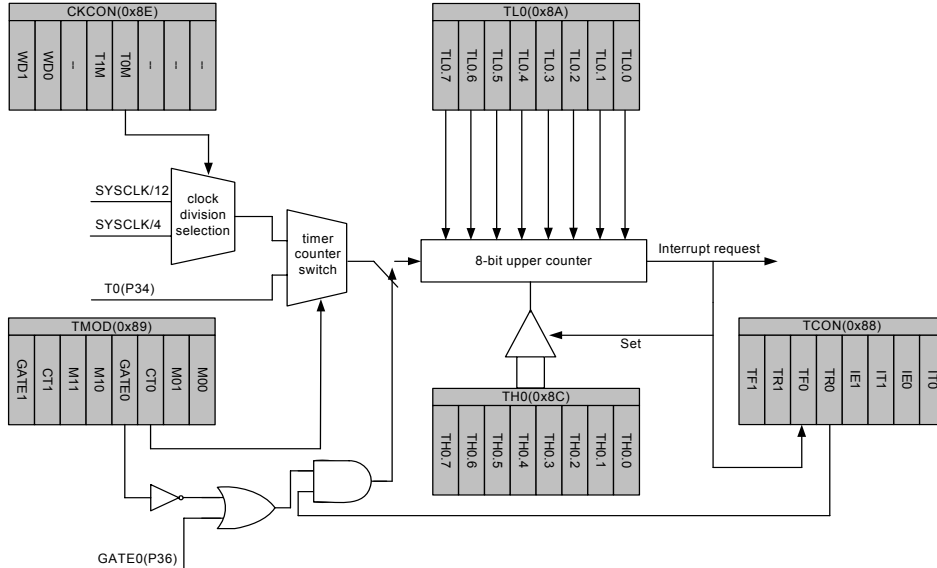 CKCON(0x8E)
WD1
WD0
--
T1M
T0M
--
--
--
TL0(0x8A)
TL0.7
TL0.6
TL0.5
TL0.4
TL0.3
TL0.2
TL0.1
TL0.0
SYSCLK/12
SYSCLK/4
clock
division
selection
timer
counter
switch
T0(P34)
8-bit upper counter
Interrupt request
Set
TMOD(0x89)
GATE1
CT1
M11
M10
GATE0
CT0
M01
M00
TCON(0x88)
TF1
TR1
TF0
TR0
IE1
IT1
IE0
IT0
TH0(0x8C)
TH0.7
TH0.6
TH0.5
TH0.4
TH0.3
TH0.2
TH0.1
TH0.0
GATE0(P36)